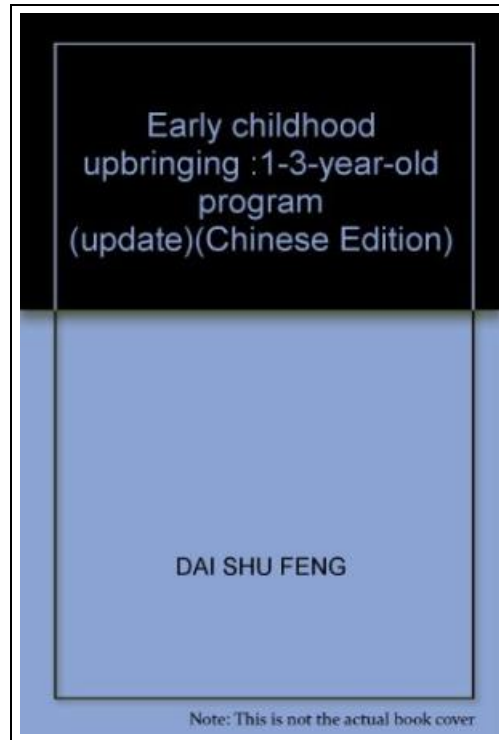 Early childhood
upbringing :1-3-year-old
program
(update)(Chinese Edition)
DAI SHU FENG
Note: This is not the actual book cover